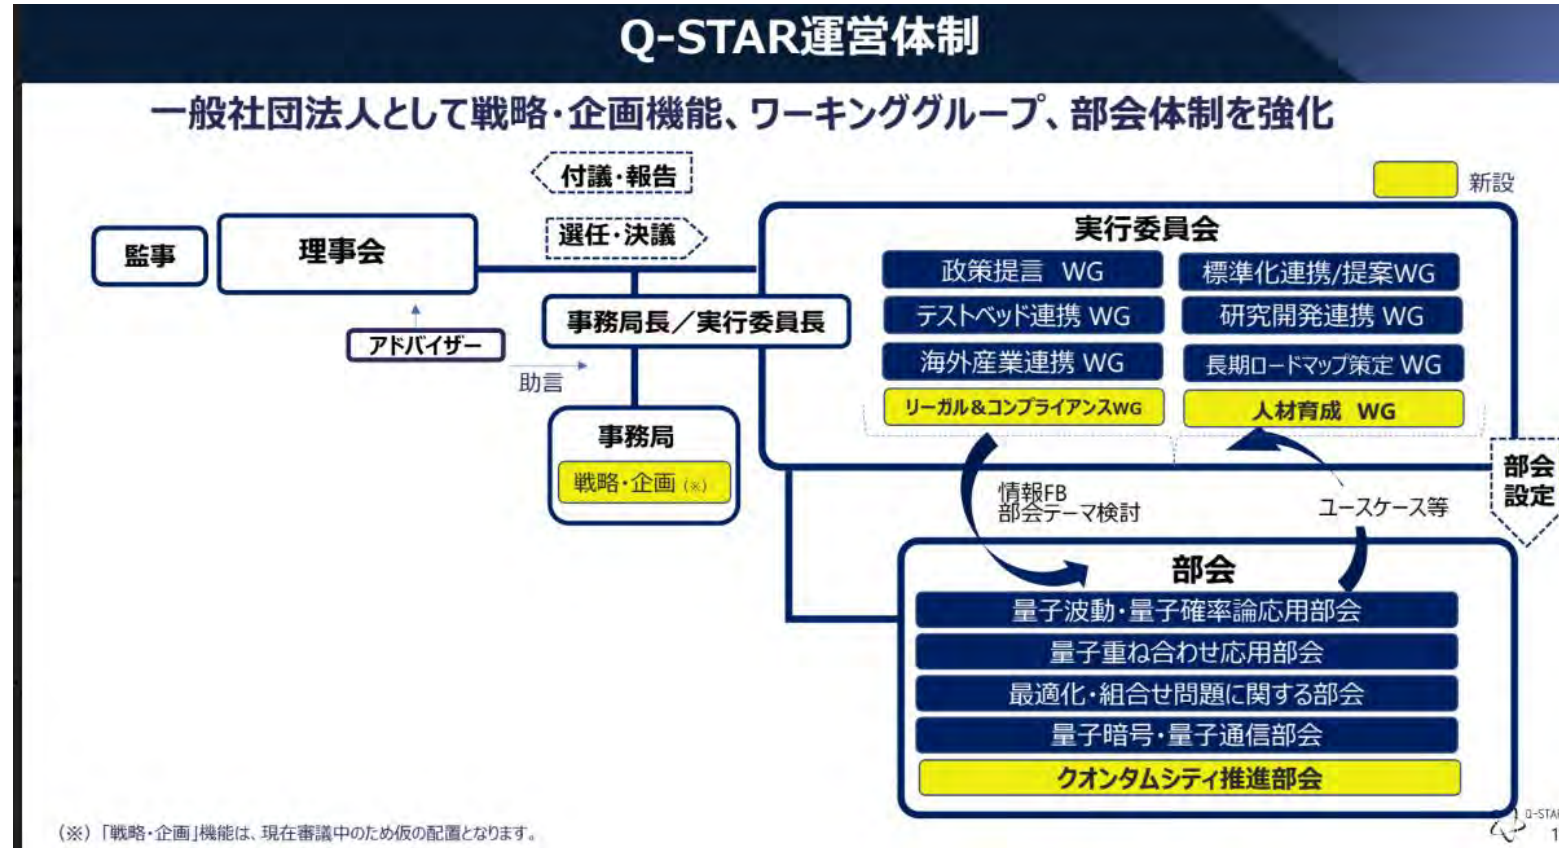 Q-STAR運営体制
一般社団法人として戦略・企画機能、ワーキンググループ、部会体制を強化
付議・報告
新設
選任・決議
監事
理事会
実行委員会
政策提言 WG
標準化連携/提案WG
テストベッド連携 WG
研究開発連携 WG
海外産業連携 WG
長期ロードマップ策定 WG
リーガル&コンプライアンスWG
人材育成 WG
事務局長／実行委員長
アドバイザー
助言
事務局
戦略・企画 (※)
部会
設定
情報FB
部会テーマ検討
ユースケース等
部会
量子波動・量子確率論応用部会
量子重ね合わせ応用部会
最適化・組合せ問題に関する部会
量子暗号・量子通信部会
クオンタムシティ推進部会
(※)「戦略・企画」機能は、現在審議中のため仮の配置となります。
Q-STAR
1